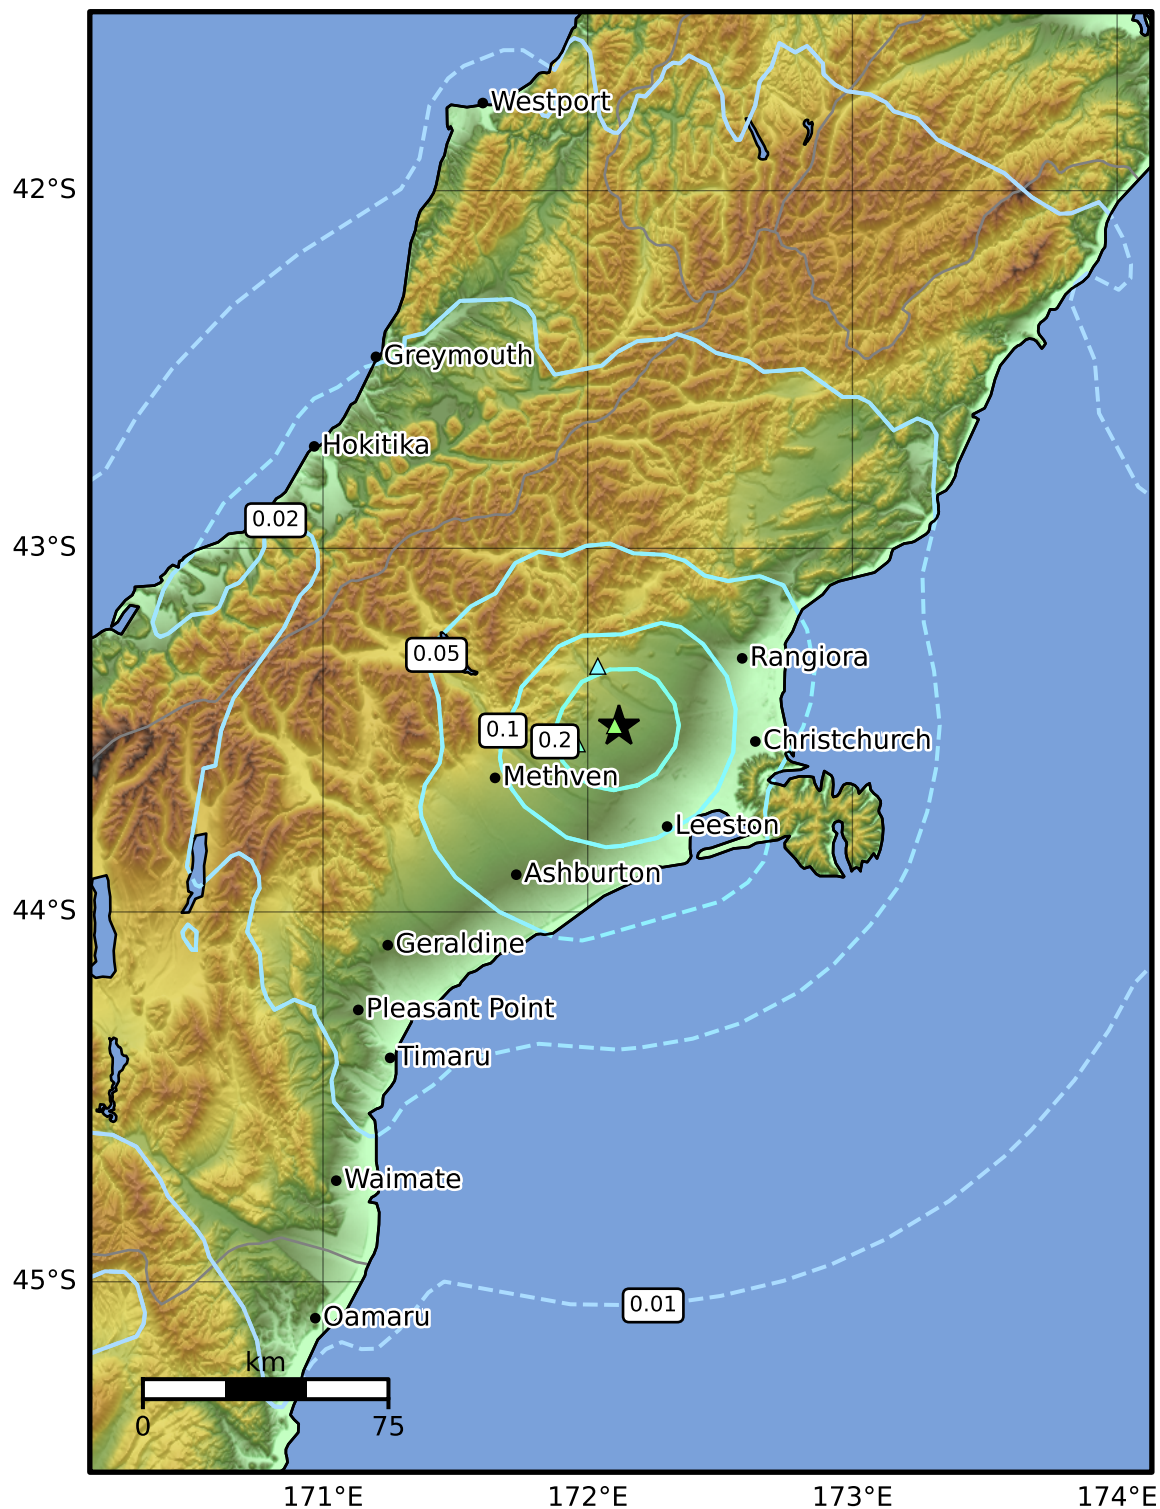 Westport
42°S
Greymouth
Hokitika
0.02
43°S
0.05
Rangiora
0.1
0.2
Christchurch
Methven
Leeston
Ashburton
44°S
Geraldine
Pleasant Point
Timaru
Waimate
45°S
0.01
Oamaru
km
0 75
171°E 172°E 173°E 174°E